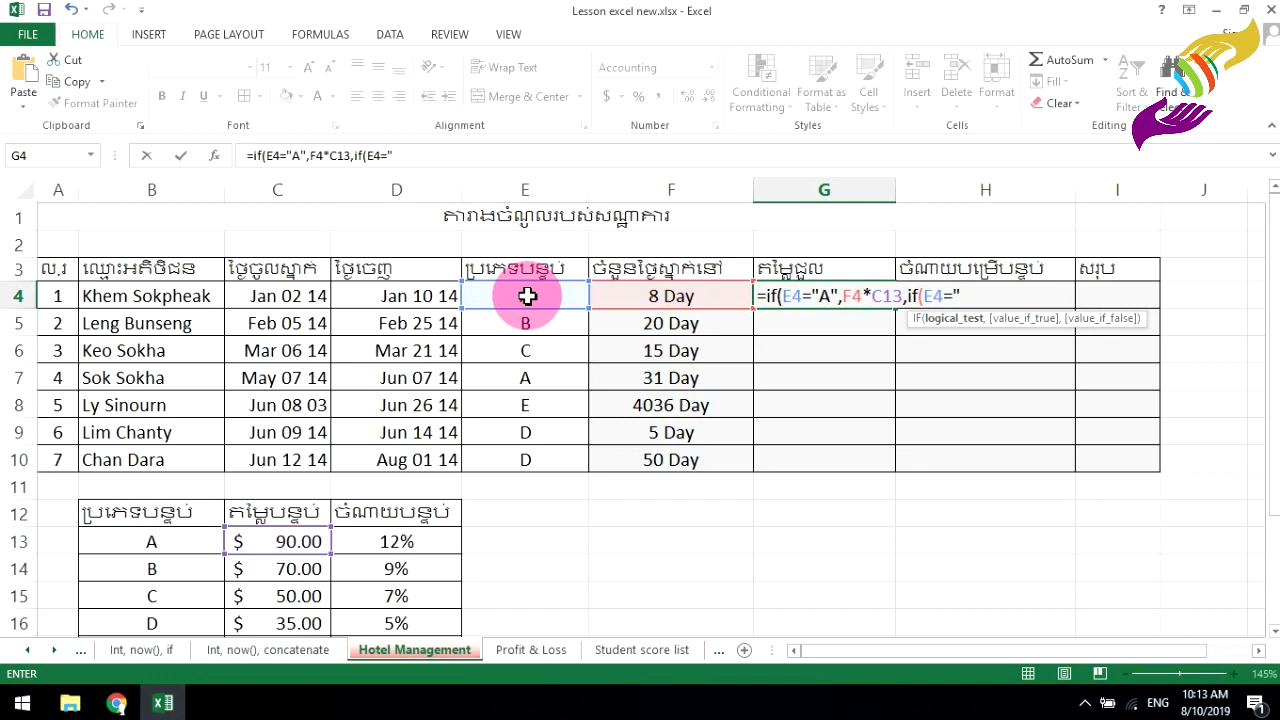 Lesson excel new.xlsx - Excel
FILE HOME INSERT PAGE LAYOUT FORMULAS DATA REVIEW VIEW
Cut
Copy
Format Painter
Paste
Clipboard
11
B I U
Font
Wrap Text
Merge & Center
Alignment
Accounting
$ %
Number
Conditional Formatting
Format as Table
Cell Styles
Styles
Insert Delete Format
Cells
AutoSum
Fill
Clear
Sort &
Find &
Editing
G4 =if(E4="A",F4*C13,if(E4="
A B C D E F G H I J
1 តារាងចំណូលរបស់សណ្ឋាគារ
2
3 ល.រ ឈ្មោះអតិថិជន ថ្ងៃចូលស្នាក់ ថ្ងៃចេញ ប្រភេទបន្ទប់ ចំនួនថ្ងៃស្នាក់នៅ តម្លៃជួល ចំណាយបម្រើបន្ទប់ សរុប
4 1 Khem Sokpheak Jan 02 14 Jan 10 14 8 Day =if(E4="A",F4*C13,if(E4="
IF(logical_test, [value_if_true], [value_if_false])
5 2 Leng Bunseng Feb 05 14 Feb 25 14 B 20 Day
6 3 Keo Sokha Mar 06 14 Mar 21 14 C 15 Day
7 4 Sok Sokha May 07 14 Jun 07 14 A 31 Day
8 5 Ly Sinourn Jun 08 03 Jun 26 14 E 4036 Day
9 6 Lim Chanty Jun 09 14 Jun 14 14 D 5 Day
10 7 Chan Dara Jun 12 14 Aug 01 14 D 50 Day
11
12 ប្រភេទបន្ទប់ តម្លៃបន្ទប់ ចំណាយបន្ទប់
13 A $ 90.00 12%
14 B $ 70.00 9%
15 C $ 50.00 7%
16 D $ 35.00 5%
... Int, now(), if Int, now(), concatenate Hotel Management Profit & Loss Student score list ...
ENTER 145%
ENG 10:13 AM
8/10/2019